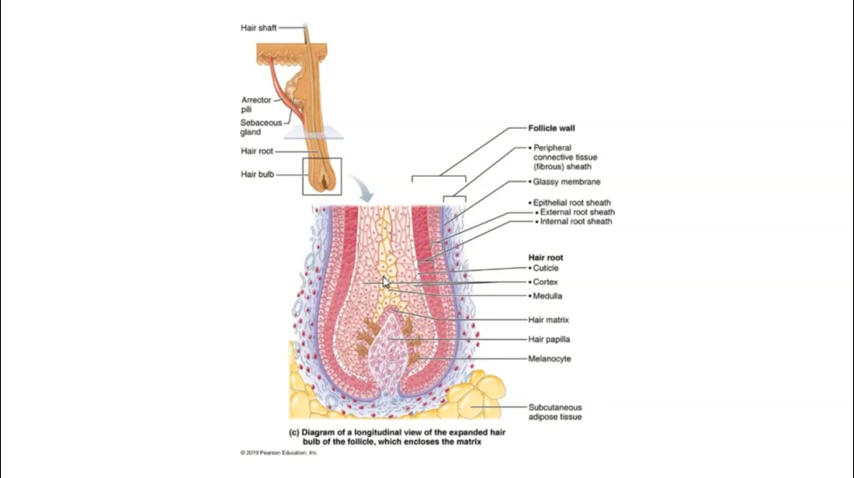 Hair shaft
Arrector
pili
Sebaceous
gland
Hair root
Hair bulb
Follicle wall
• Peripheral
connective tissue
(fibrous) sheath
• Glassy membrane
• Epithelial root sheath
• External root sheath
• Internal root sheath
Hair root
• Cuticle
• Cortex
• Medulla
Hair matrix
Hair papilla
Melanocyte
Subcutaneous
adipose tissue
(c) Diagram of a longitudinal view of the expanded hair
bulb of the follicle, which encloses the matrix
© 2019 Pearson Education, Inc.